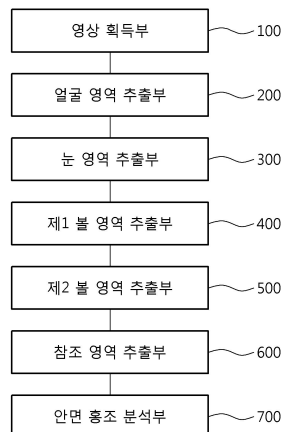 영상 획득부 100
얼굴 영역 추출부 200
눈 영역 추출부 300
제1 볼 영역 추출부 400
제2 볼 영역 추출부 500
참조 영역 추출부 600
안면 홍조 분석부 700